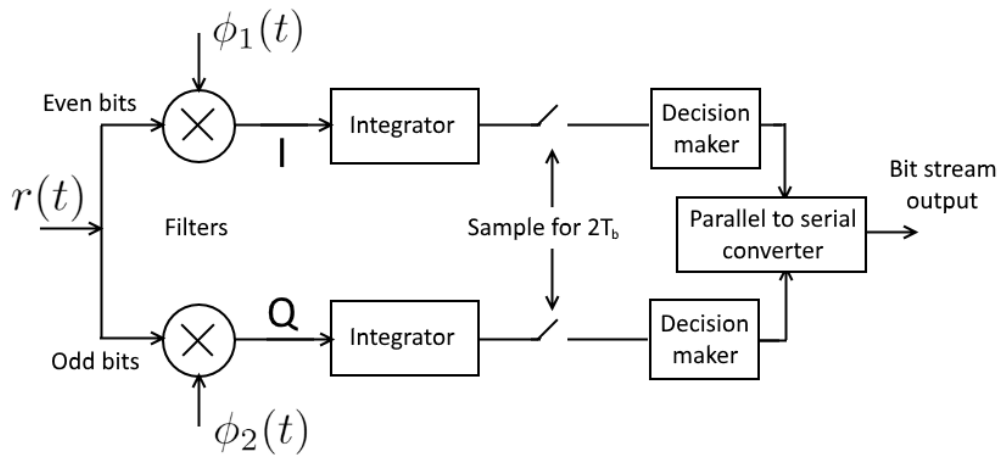 ϕ₁(t)
Even bits
I
Integrator
Decision
maker
r(t)
Filters
Sample for 2T_b
Parallel to serial
converter
Bit stream
output
Q
Integrator
Decision
maker
Odd bits
ϕ₂(t)